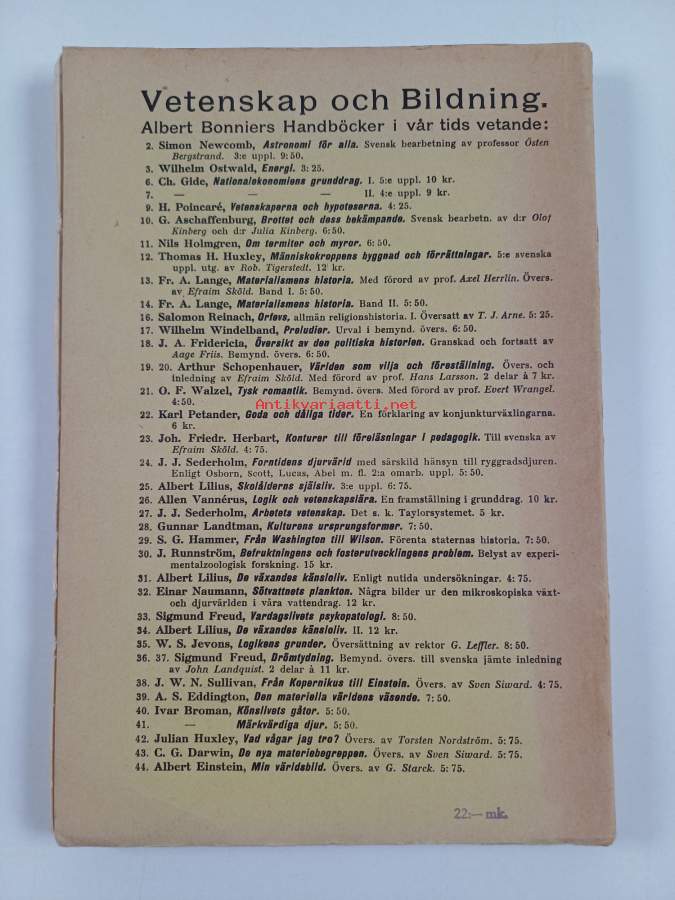 Vetenskap och Bildning.
Albert Bonniers Handböcker i vår tids vetande:
2. Simon Newcomb, Astronomi för alla. Svensk bearbetning av professor Östen
Bergstrand. 3:e uppl. 9:50.
3. Wilhelm Ostwald, Energi. 3:25.
6. Ch. Gide, Nationalekonomiens grunddrag. I. 5:e uppl. 10 kr.
7. — — — — II. 4:e uppl. 9 kr.
9. H. Poincaré, Vetenskaperna och hypoteserna. 4:25.
10. G. Aschaffenburg, Brottet och dess bekämpande. Svensk bearbetn. av d:r Olof
Kinberg och d:r Julia Kinberg. 6:50.
11. Nils Holmgren, Om termiter och myror. 6:50.
12. Thomas H. Huxley, Människokroppens byggnad och förrättningar. 5:e svenska
uppl. utg. av Rob. Tigerstedt. 12 kr.
13. Fr. A. Lange, Materialismens historia. Med förord av prof. Axel Herrlin. Övers.
av Efraim Sköld. Band I. 5:50.
14. Fr. A. Lange, Materialismens historia. Band II. 5:50.
16. Salomon Reinach, Orfevs, allmän religionshistoria. I. Översatt av T. J. Arne. 5:25.
17. Wilhelm Windelband, Preludier. Urval i bemynd. övers. 6:50.
18. J. A. Fridericia, Översikt av den politiska historien. Granskad och fortsatt av
Aage Friis. Bemynd. övers. 6:50.
19. 20. Arthur Schopenhauer, Världen som vilja och föreställning. Övers. och
inledning av Efraim Sköld. Med förord av prof. Hans Larsson. 2 delar à 7 kr.
21. O. F. Walzel, Tysk romantik. Bemynd. övers. Med förord av prof. Evert Wrangel.
4:50.
Antikvariaatti.net
22. Karl Petander, Goda och dåliga tider. En förklaring av konjunkturväxlingarna.
6 kr.
23. Joh. Friedr. Herbart, Konturer till föreläsningar i pedagogik. Till svenska av
Efraim Sköld. 4:75.
24. J. J. Sederholm, Forntidens djurvärld med särskild hänsyn till ryggradsdjuren.
Enligt Osborn, Scott, Lucas, Abel m. fl. 2:a omarb. uppl. 5:50.
25. Albert Lilius, Skolålderns själsliv. 3:e uppl. 6:75.
26. Allen Vannérus, Logik och vetenskapslära. En framställning i grunddrag. 10 kr.
27. J. J. Sederholm, Arbetets vetenskap. Det s. k. Taylorsystemet. 5 kr.
28. Gunnar Landtman, Kulturens ursprungsformer. 7:50.
29. S. G. Hammer, Från Washington till Wilson. Förenta staternas historia. 7:50.
30. J. Runnström, Befruktningens och fosterutvecklingens problem. Belyst av experi-
mentalzoologisk forskning. 15 kr.
31. Albert Lilius, De växandes känsloliv. Enligt nutida undersökningar. 4:75.
32. Einar Naumann, Sötvattnets plankton. Några bilder ur den mikroskopiska växt-
och djurvärlden i våra vattendrag. 12 kr.
33. Sigmund Freud, Vardagslivets psykopatologi. 8:50.
34. Albert Lilius, De växandes känsloliv. II. 12 kr.
35. W. S. Jevons, Logikens grunder. Översättning av rektor G. Leffler. 8:50.
36. 37. Sigmund Freud, Drömtydning. Bemynd. övers. till svenska jämte inledning
av John Landquist. 2 delar à 11 kr.
38. J. W. N. Sullivan, Från Kopernikus till Einstein. Övers. av Sven Siward. 4:75.
39. A. S. Eddington, Den materiella världens väsende. 7:50.
40. Ivar Broman, Könslivets gåtor. 5:50.
41. — Märkvärdiga djur. 5:50.
42. Julian Huxley, Vad vågar jag tro? Övers. av Torsten Nordström. 5:75.
43. C. G. Darwin, De nya materiebegreppen. Övers. av Sven Siward. 5:75.
44. Albert Einstein, Min världsbild. Övers. av G. Starck. 5:75.
22:— mk.